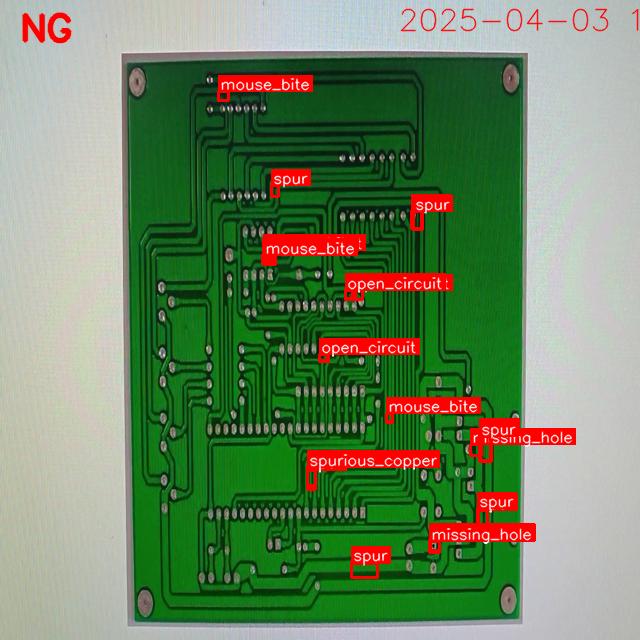 NG
2025-04-03 1
mouse_bite
spur
spur
mouse_bite
open_circuit
open_circuit
mouse_bite
spur
missing_hole
spurious_copper
spur
missing_hole
spur